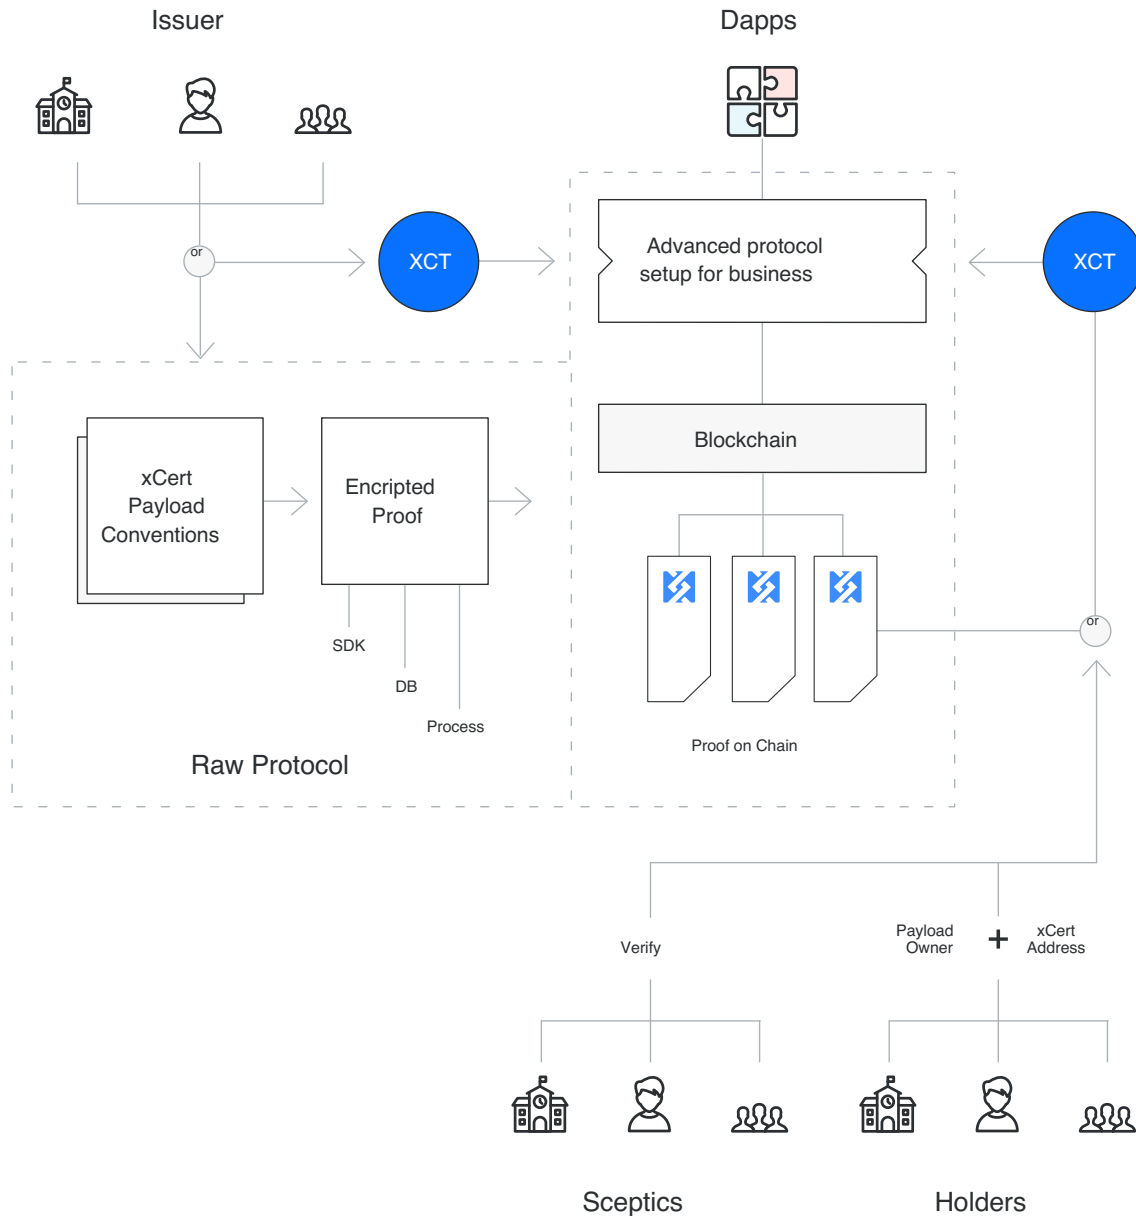 Issuer
Dapps
or
XCT
Advanced protocol
setup for business
XCT
xCert
Payload
Conventions
Encripted
Proof
Blockchain
SDK
DB
Process
Raw Protocol
Proof on Chain
or
Verify
Payload
Owner
xCert
Address
Sceptics
Holders